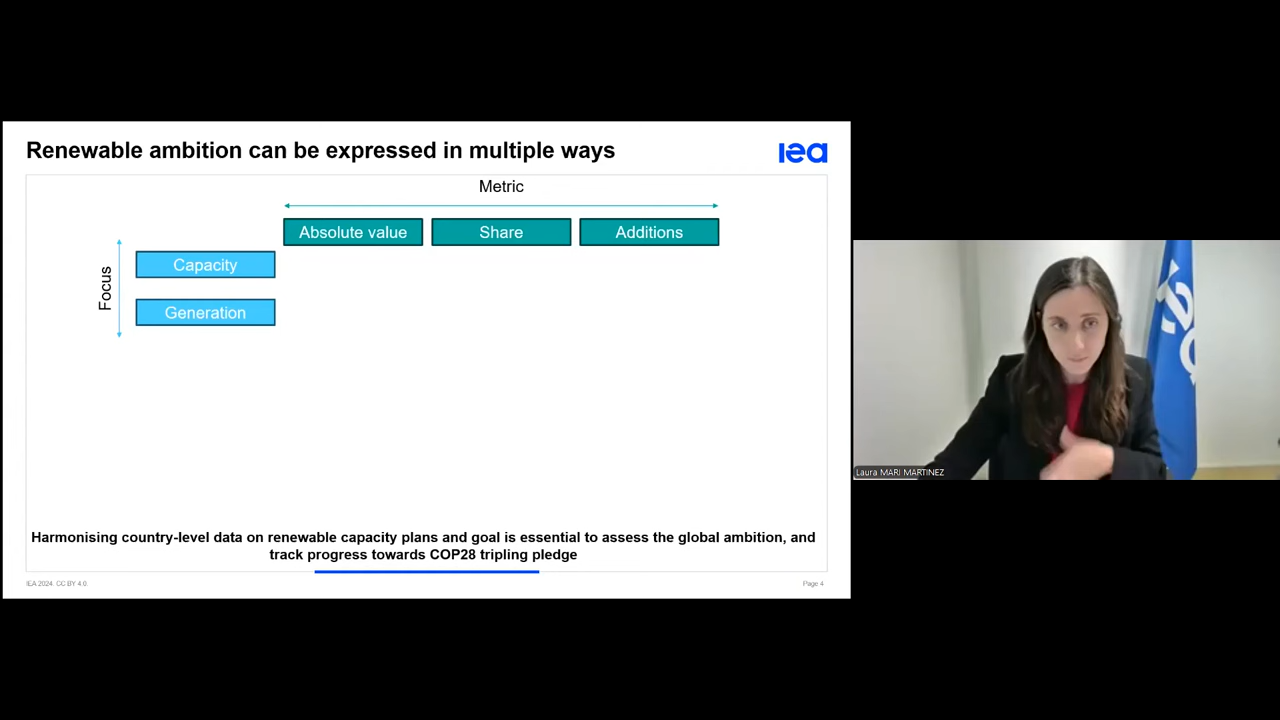 Renewable ambition can be expressed in multiple ways
iea
Metric
Absolute value
Share
Additions
Focus
Capacity
Generation
Harmonising country-level data on renewable capacity plans and goal is essential to assess the global ambition, and
track progress towards COP28 tripling pledge
IEA 2024. CC BY 4.0.
Page 4
Laura MARI MARTINEZ